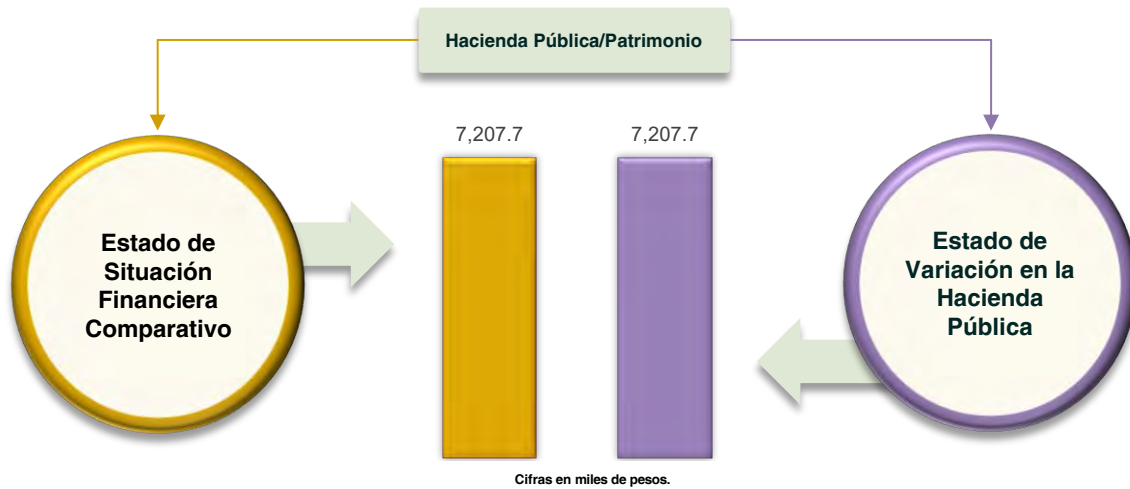 Hacienda Pública/Patrimonio
7,207.7
7,207.7
Estado de
Situación
Financiera
Comparativo
Estado de
Variación en la
Hacienda
Pública
Cifras en miles de pesos.